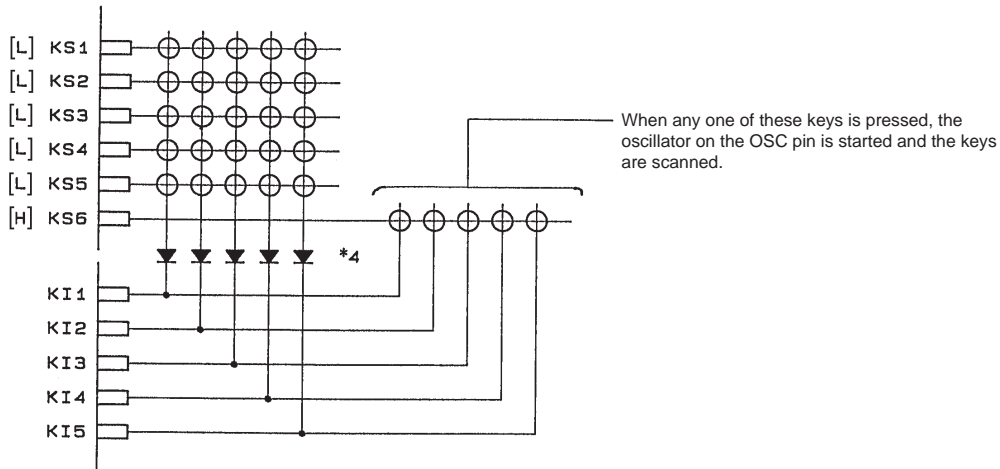 [L] KS1
[L] KS2
[L] KS3
[L] KS4
[L] KS5
[H] KS6
When any one of these keys is pressed, the
oscillator on the OSC pin is started and the keys
are scanned.
*4
KI1
KI2
KI3
KI4
KI5